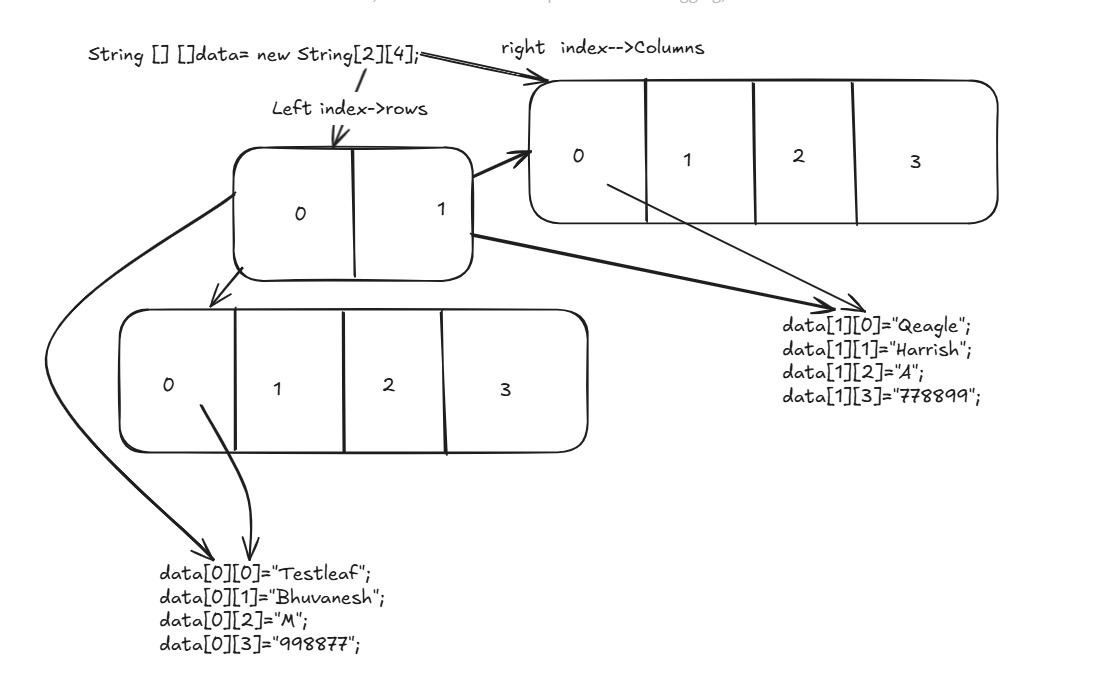 String [] []data= new String[2][4];
right index-->Columns
Left index->rows
0
1
2
3
0
1
0
1
2
3
data[1][0]="Qeagle";
data[1][1]="Harrish";
data[1][2]="A";
data[1][3]="778899";
data[0][0]="Testleaf";
data[0][1]="Bhuvanesh";
data[0][2]="M";
data[0][3]="998877";